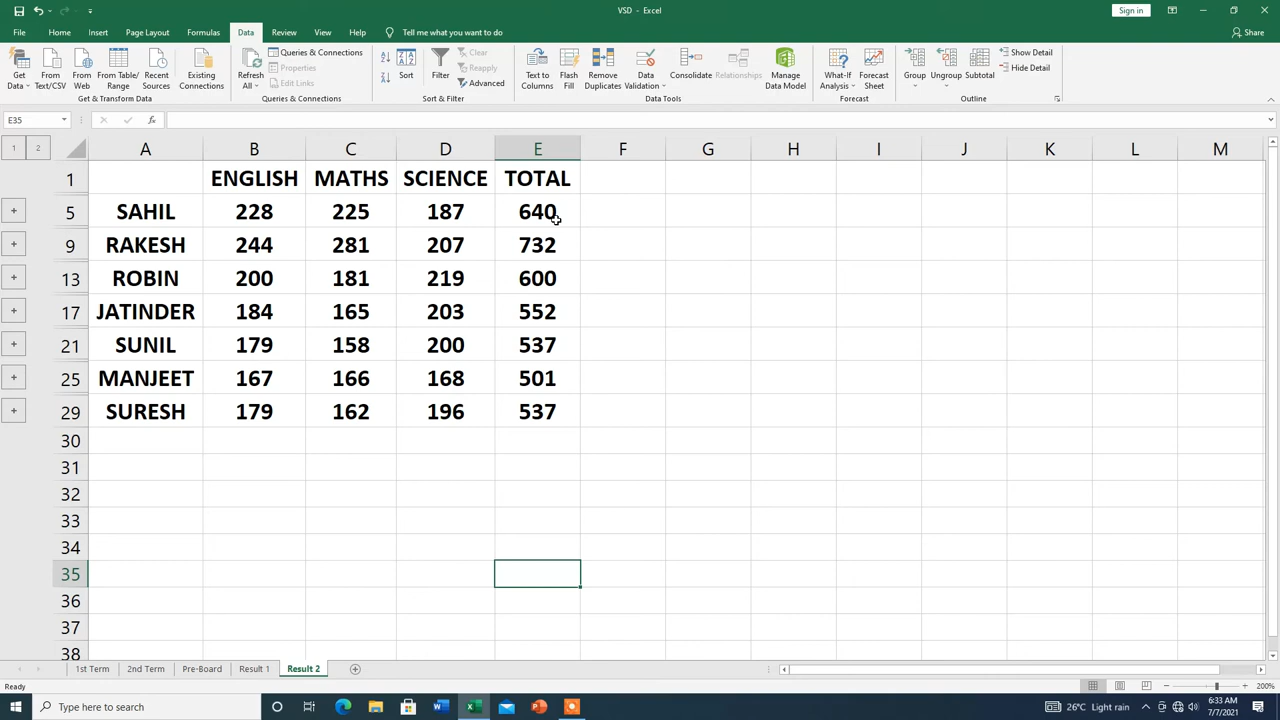 VSD - Excel
Sign in
File Home Insert Page Layout Formulas Data Review View Help Tell me what you want to do Share
Get Data
From Text/CSV
From Web
From Table/ Range
Recent Sources
Existing Connections
Get & Transform Data
Refresh All
Queries & Connections
Properties
Edit Links
Queries & Connections
Sort
Filter
Clear
Reapply
Advanced
Sort & Filter
Text to Columns
Flash Fill
Remove Duplicates
Data Validation
Consolidate
Relationships
Manage Data Model
Data Tools
What-If Analysis
Forecast Sheet
Forecast
Group
Ungroup
Subtotal
Show Detail
Hide Detail
Outline
E35
fx
1 2 A B C D E F G H I J K L M
1 ENGLISH MATHS SCIENCE TOTAL
5 SAHIL 228 225 187 640
9 RAKESH 244 281 207 732
13 ROBIN 200 181 219 600
17 JATINDER 184 165 203 552
21 SUNIL 179 158 200 537
25 MANJEET 167 166 168 501
29 SURESH 179 162 196 537
30
31
32
33
34
35
36
37
38
1st Term 2nd Term Pre-Board Result 1 Result 2
Ready
200%
Type here to search
26°C Light rain
6:33 AM
7/7/2021